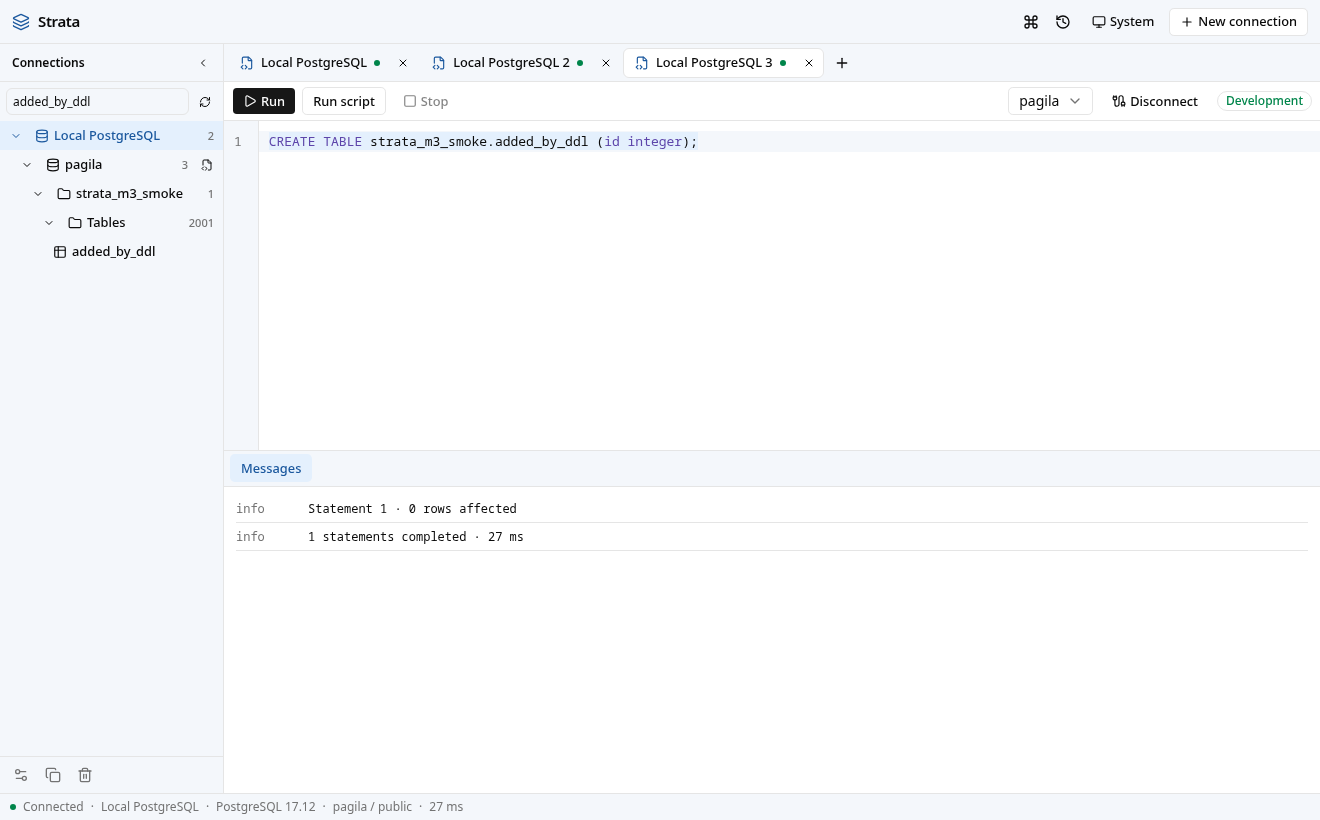 Strata
System
New connection
Connections
Local PostgreSQL
Local PostgreSQL 2
Local PostgreSQL 3
added_by_ddl
Run
Run script
Stop
pagila
Disconnect
Development
Local PostgreSQL 2
pagila 3
strata_m3_smoke 1
Tables 2001
added_by_ddl
1 CREATE TABLE strata_m3_smoke.added_by_ddl (id integer);
Messages
info Statement 1 · 0 rows affected
info 1 statements completed · 27 ms
Connected · Local PostgreSQL · PostgreSQL 17.12 · pagila / public · 27 ms